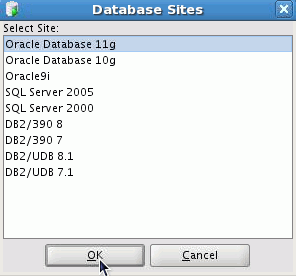 Database Sites
Select Site:
Oracle Database 11g
Oracle Database 10g
Oracle9i
SQL Server 2005
SQL Server 2000
DB2/390 8
DB2/390 7
DB2/UDB 8.1
DB2/UDB 7.1
OK Cancel